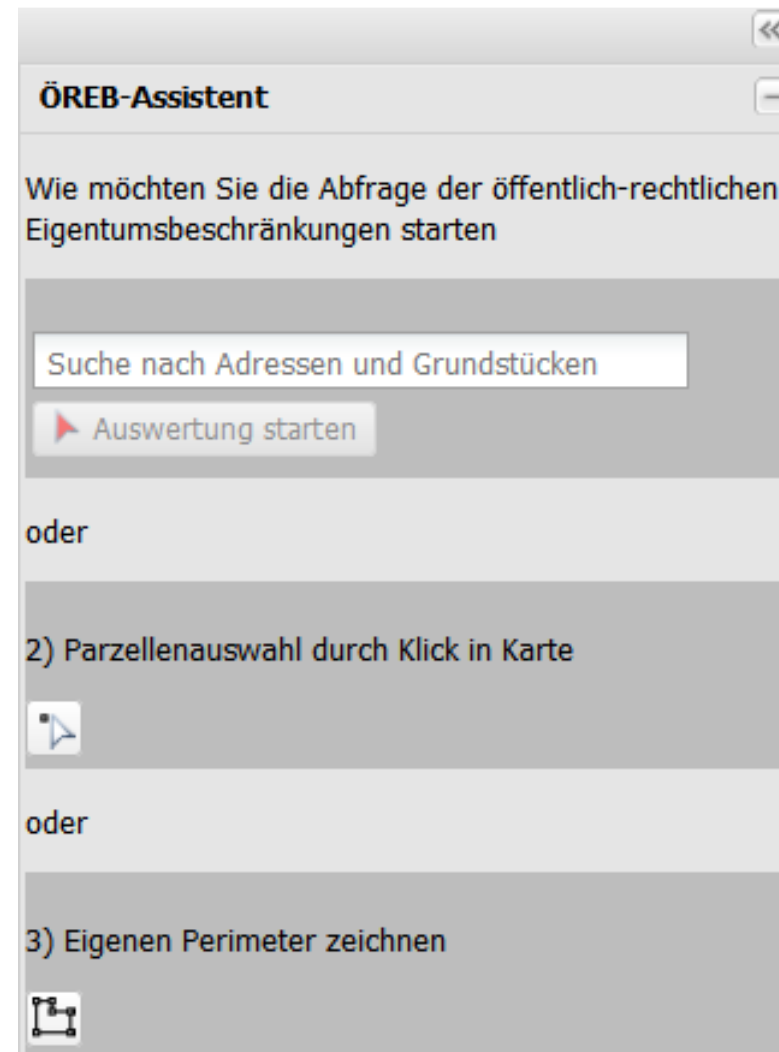 ÖREB-Assistent
Wie möchten Sie die Abfrage der öffentlich-rechtlichen
Eigentumsbeschränkungen starten
Suche nach Adressen und Grundstücken
Auswertung starten
oder
2) Parzellenauswahl durch Klick in Karte
oder
3) Eigenen Perimeter zeichnen